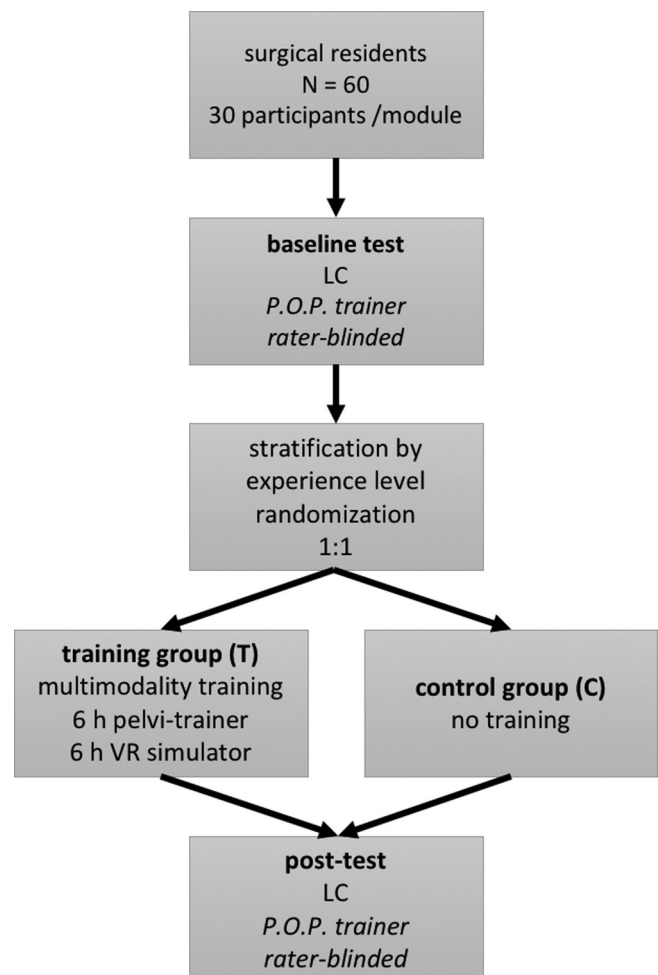 surgical residents
N = 60
30 participants /module
baseline test
LC
P.O.P. trainer
rater-blinded
stratification by
experience level
randomization
1:1
training group (T)
multimodality training
6 h pelvi-trainer
6 h VR simulator
control group (C)
no training
post-test
LC
P.O.P. trainer
rater-blinded